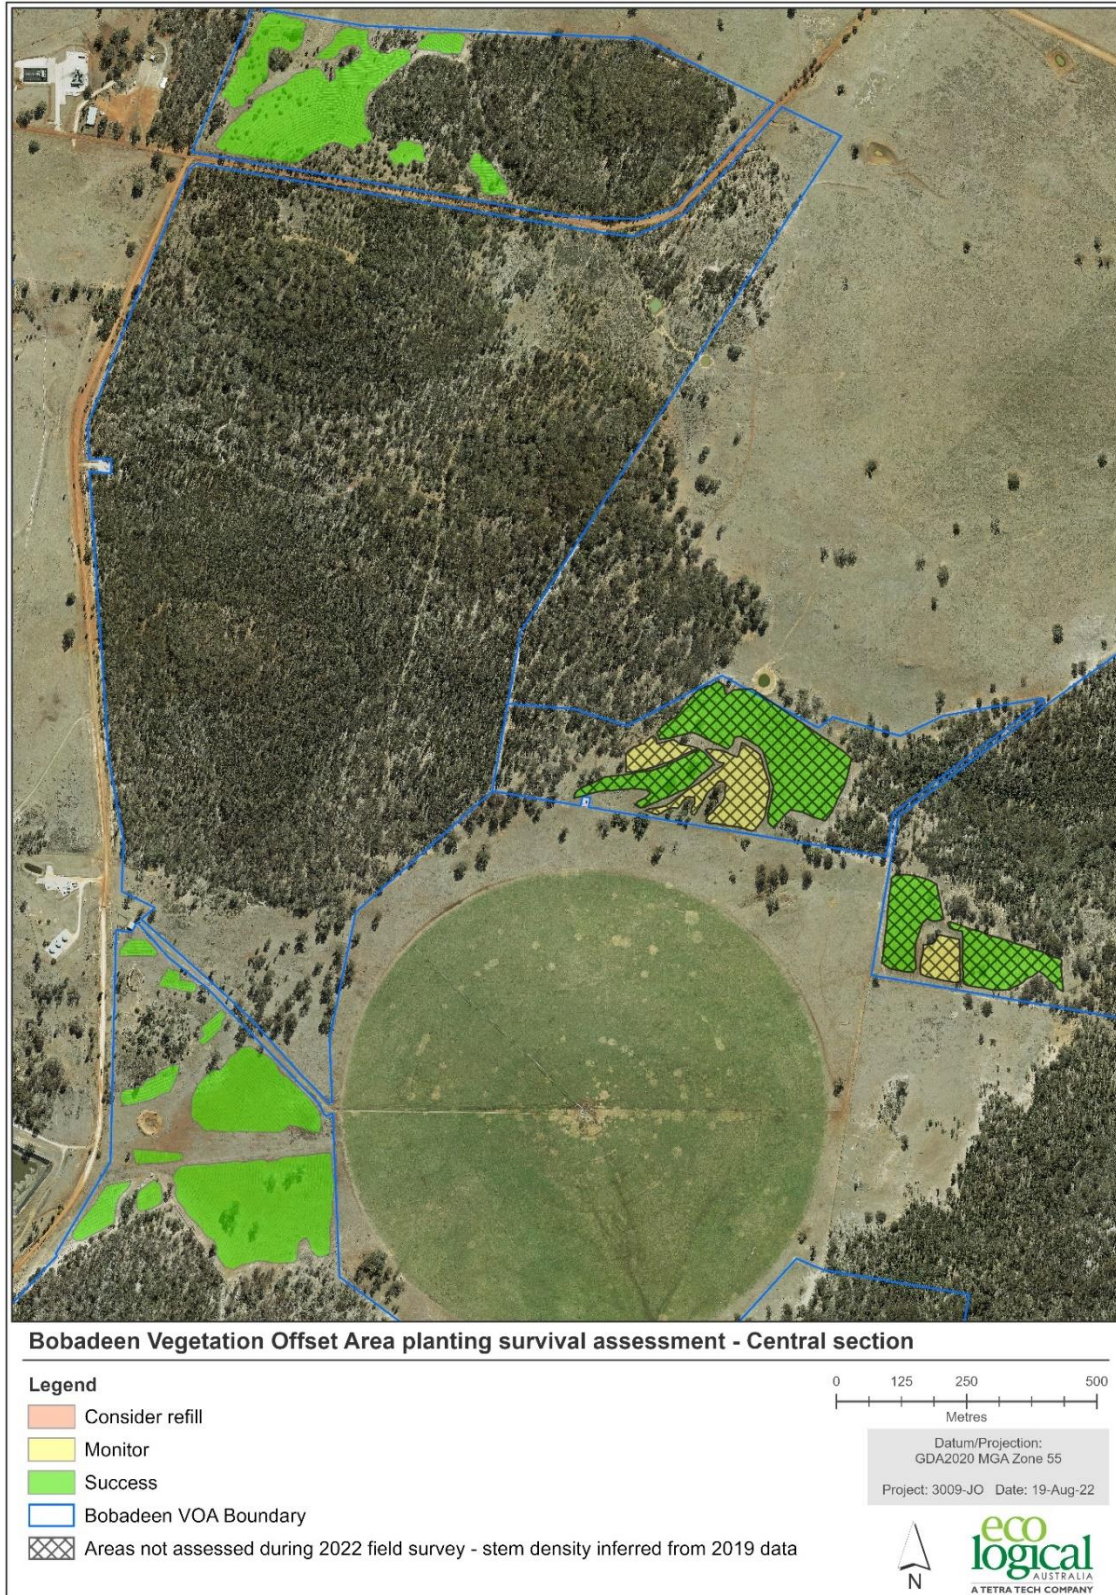 Bobadeen Vegetation Offset Area planting survival assessment - Central section
Legend
Consider refill
Monitor
Success
Bobadeen VOA Boundary
Areas not assessed during 2022 field survey - stem density inferred from 2019 data
0 125 250 500
Metres
Datum/Projection:
GDA2020 MGA Zone 55
Project: 3009-JO Date: 19-Aug-22
N
eco
logical
AUSTRALIA
A TETRA TECH COMPANY